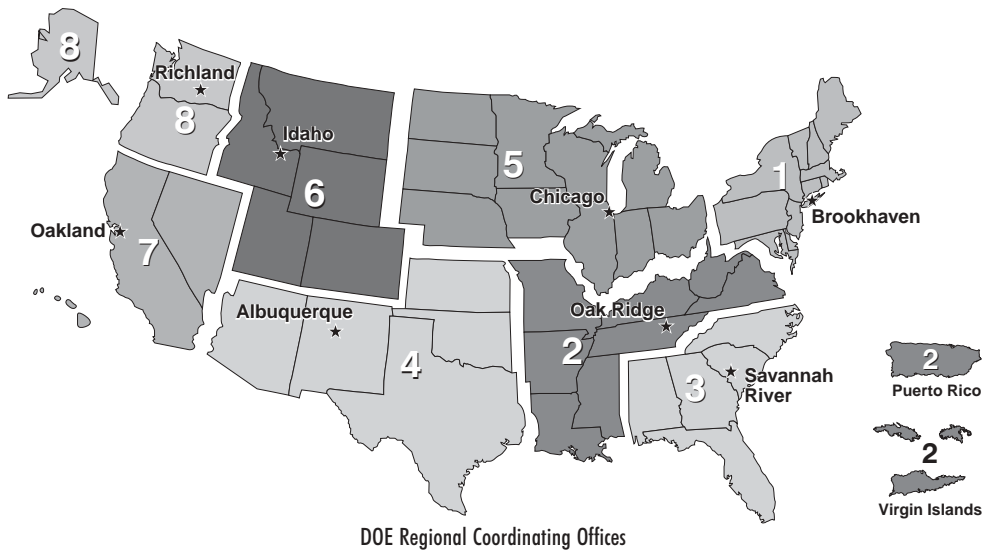 8
Richland
8
Idaho
5
1
6
Chicago
Brookhaven
Oakland
7
Albuquerque
Oak Ridge
2
4
2
Savannah
River
3
Puerto Rico
2
Virgin Islands
DOE Regional Coordinating Offices